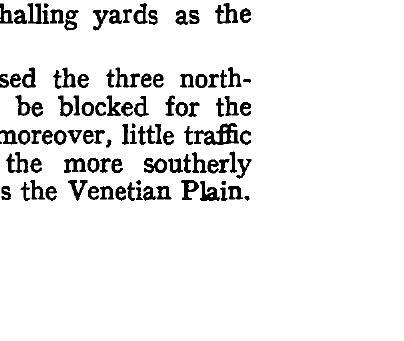 halling yards as the
sed the three north-
be blocked for the
moreover, little traffic
the more southerly
s the Venetian Plain.